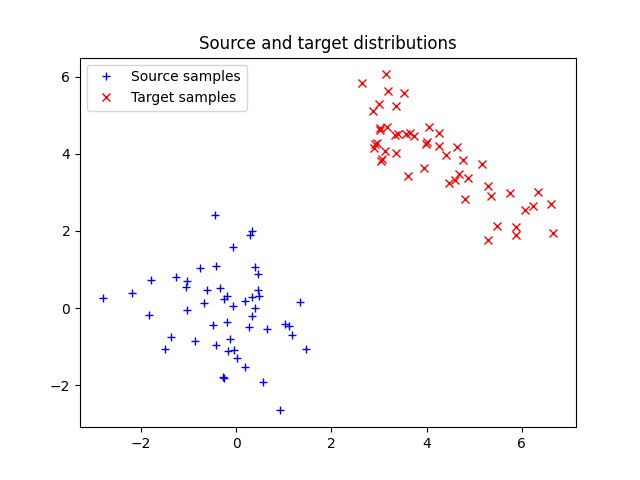 Source and target distributions
Source samples
Target samples
6
4
2
0
−2
−2 0 2 4 6